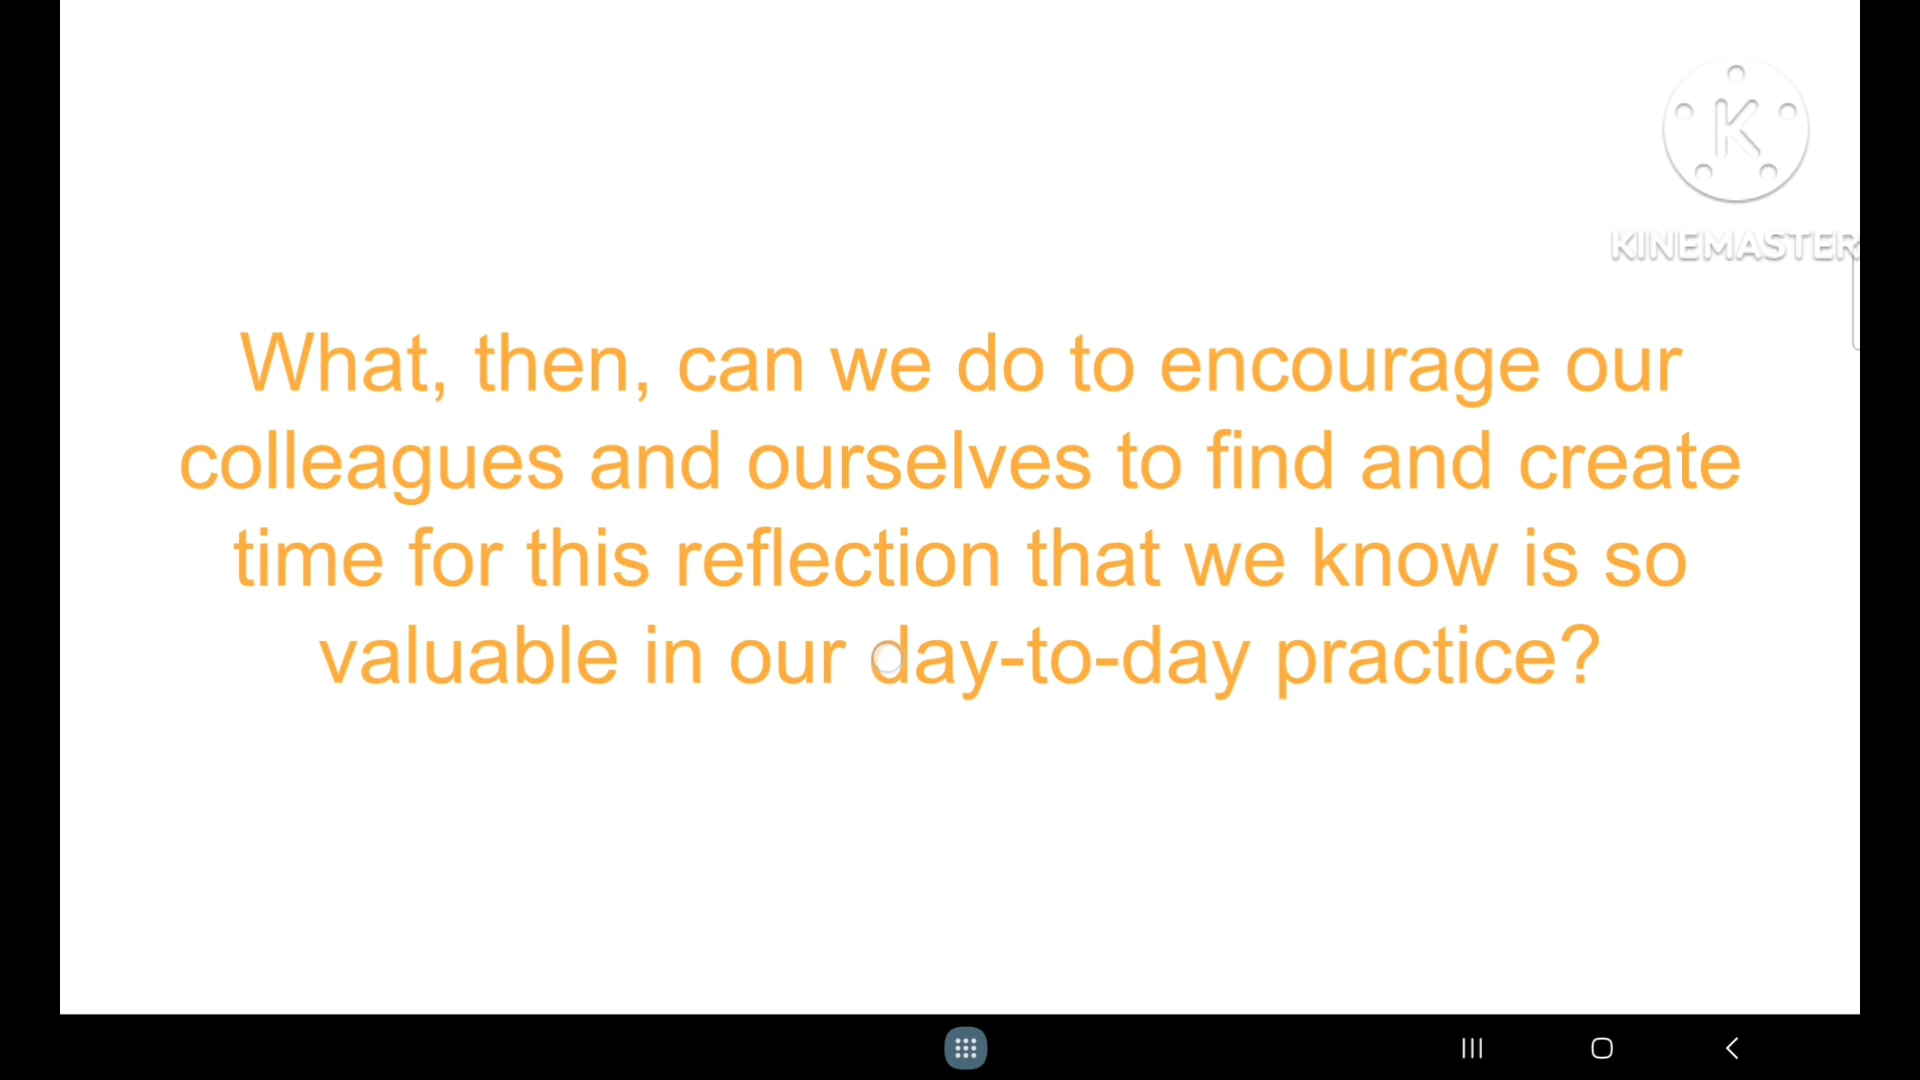 K
KINEMASTER
What, then, can we do to encourage our
colleagues and ourselves to find and create
time for this reflection that we know is so
valuable in our day-to-day practice?